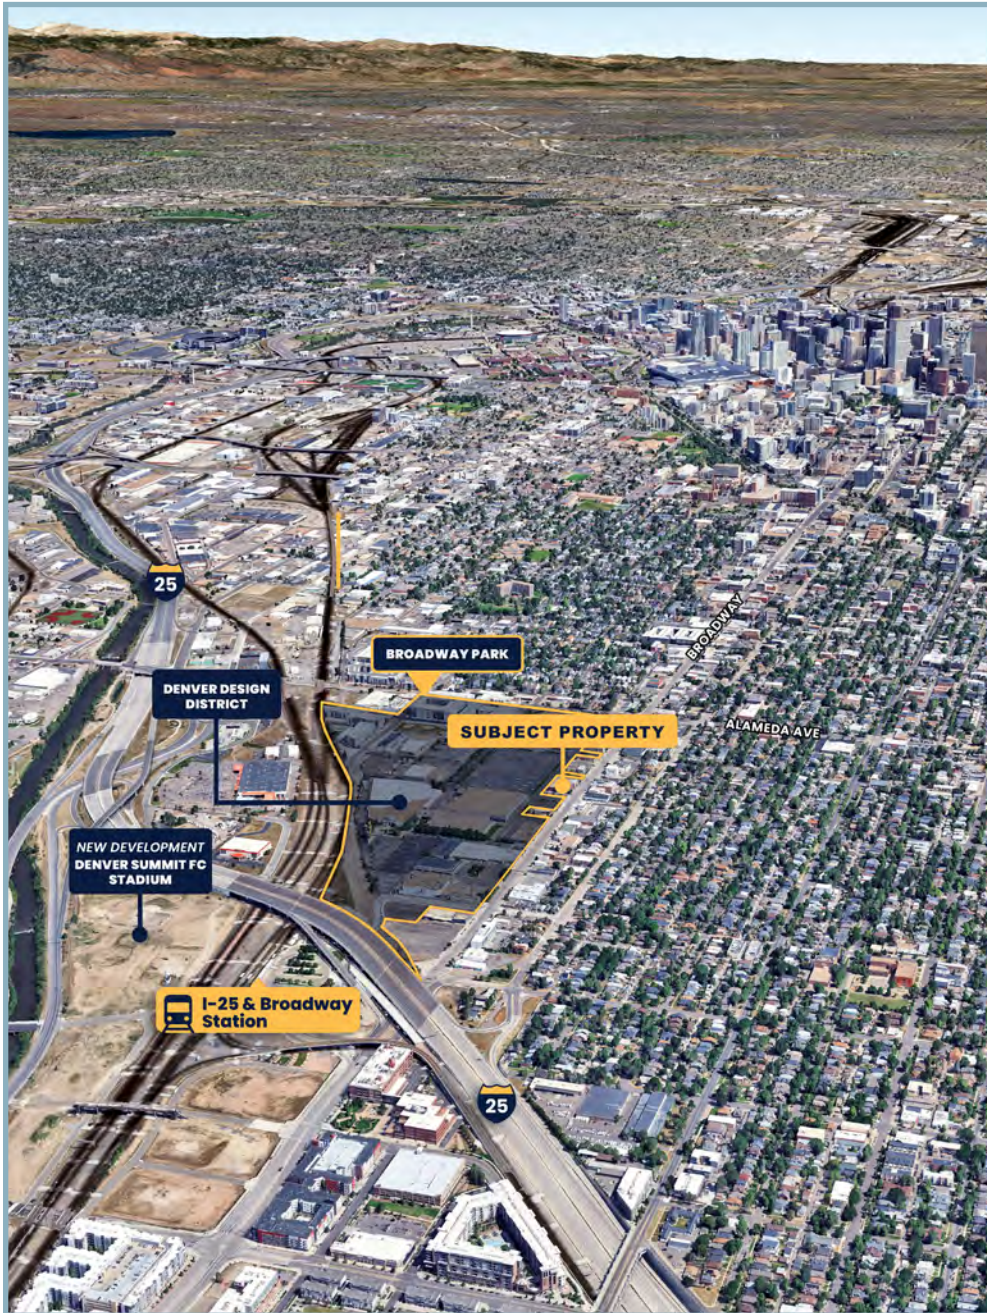 25
BROADWAY
BROADWAY PARK
DENVER DESIGN
DISTRICT
SUBJECT PROPERTY
ALAMEDA AVE
NEW DEVELOPMENT
DENVER SUMMIT FC
STADIUM
I-25 & Broadway
Station
25